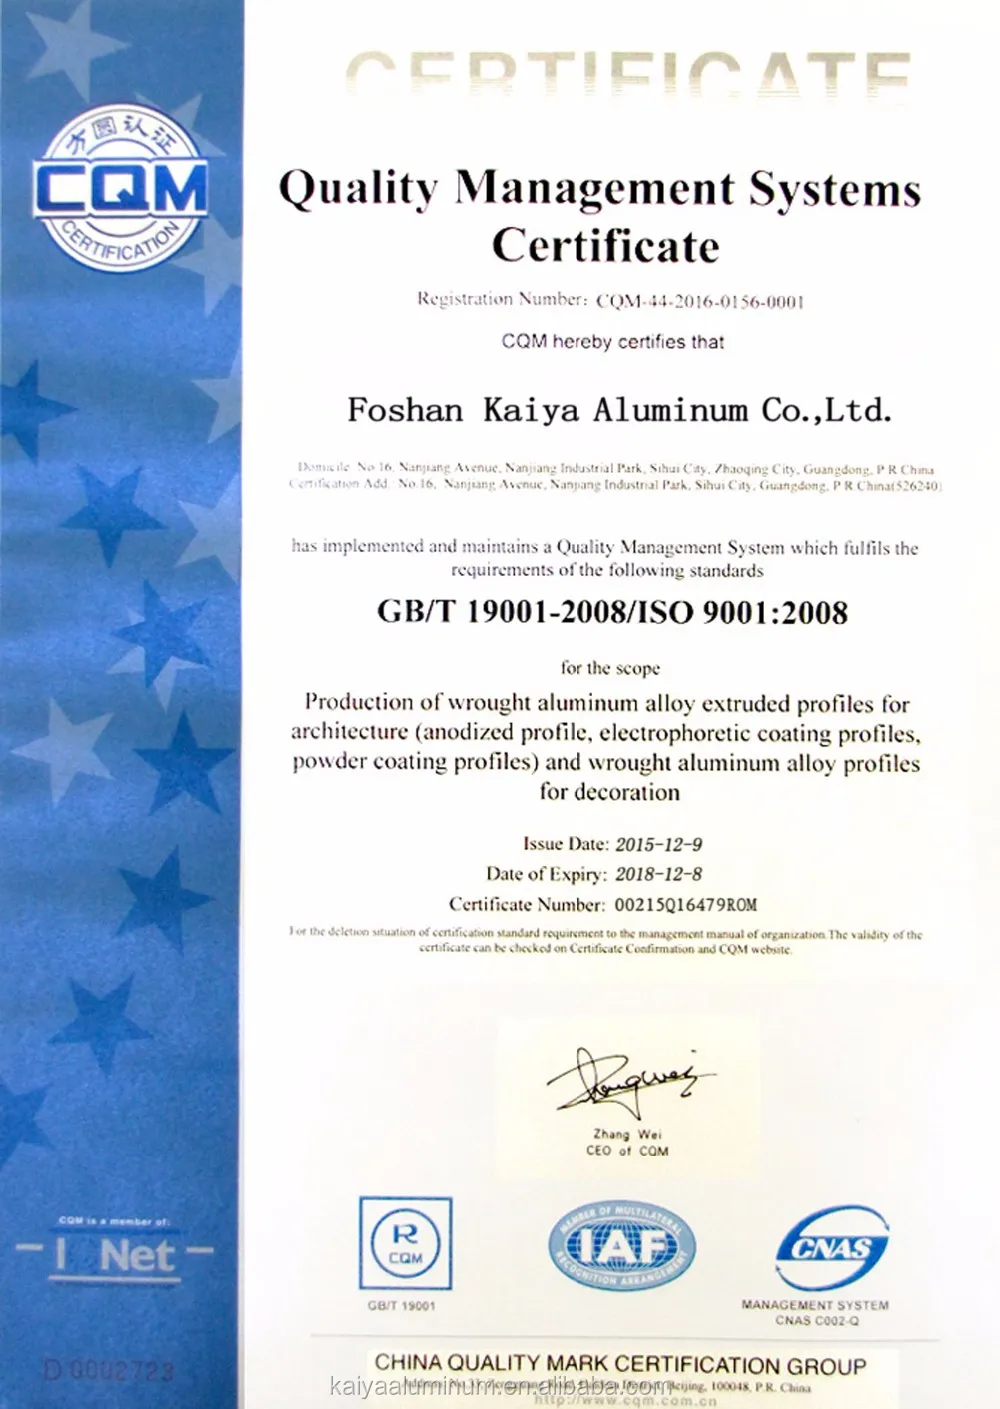 CERTIFICATE
方圆认证
CQM
CERTIFICATION
Quality Management Systems
Certificate
Registration Number: CQM-44-2016-0156-0001
CQM hereby certifies that
Foshan Kaiya Aluminum Co.,Ltd.
Domicile No 16, Nanjiang Avenue, Nanjiang Industrial Park, Sihui City, Zhaoqing City, Guangdong, P R China
Certification Add: No.16, Nanjiang Avenue, Nanjiang Industrial Park, Sihui City, Guangdong, P R China(526240)
has implemented and maintains a Quality Management System which fulfils the
requirements of the following standards
GB/T 19001-2008/ISO 9001:2008
for the scope
Production of wrought aluminum alloy extruded profiles for
architecture (anodized profile, electrophoretic coating profiles,
powder coating profiles) and wrought aluminum alloy profiles
for decoration
Issue Date: 2015-12-9
Date of Expiry: 2018-12-8
Certificate Number: 00215Q16479ROM
For the deletion situation of certification standard requirement to the management manual of organization.The validity of the
certificate can be checked on Certificate Confirmation and CQM website.
Zhang Wei
Zhang Wei
CEO of CQM
CQM is a member of:
I Net
R
CQM
GB/T 19001
MEMBER OF MULTILATERAL
IAF
RECOGNITION ARRANGEMENT
CNAS
MANAGEMENT SYSTEM
CNAS C002-Q
D 0002723
CHINA QUALITY MARK CERTIFICATION GROUP
Beijing, 100048, P.R. China
kaiyaaluminum.en.alibaba.com
http://www.cqm.com.cn